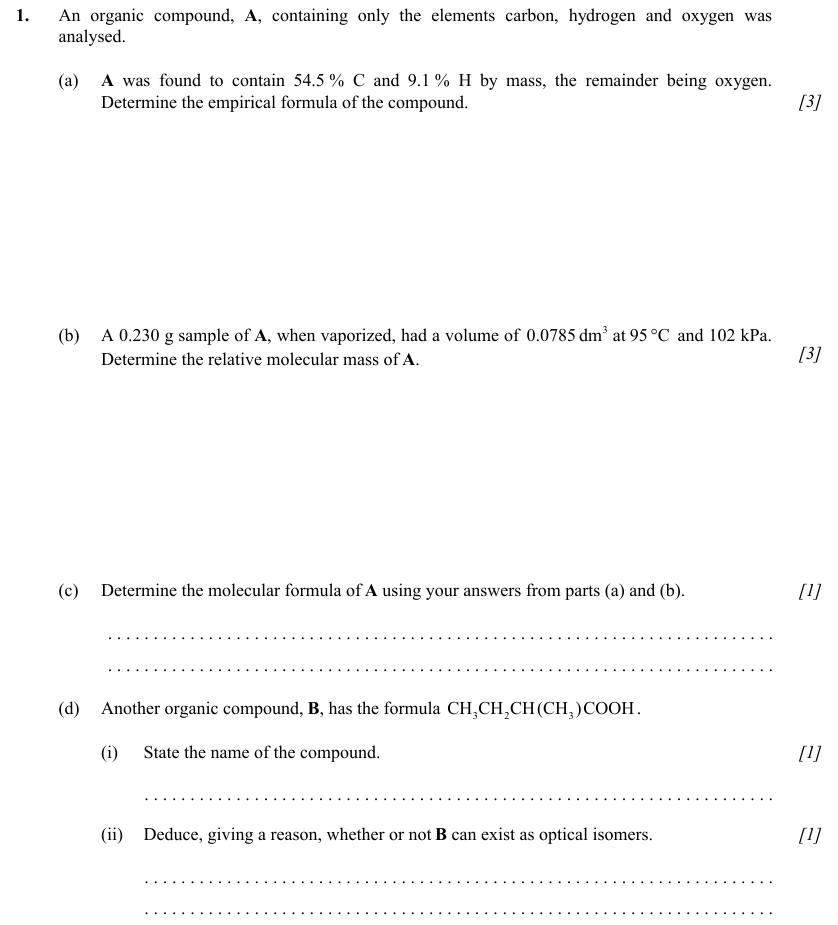 1. An organic compound, A, containing only the elements carbon, hydrogen and oxygen was
analysed.
(a) A was found to contain 54.5 % C and 9.1 % H by mass, the remainder being oxygen.
Determine the empirical formula of the compound. [3]
(b) A 0.230 g sample of A, when vaporized, had a volume of 0.0785 dm³ at 95 °C and 102 kPa.
Determine the relative molecular mass of A. [3]
(c) Determine the molecular formula of A using your answers from parts (a) and (b). [1]
(d) Another organic compound, B, has the formula CH₃CH₂CH(CH₃)COOH.
(i) State the name of the compound. [1]
(ii) Deduce, giving a reason, whether or not B can exist as optical isomers. [1]